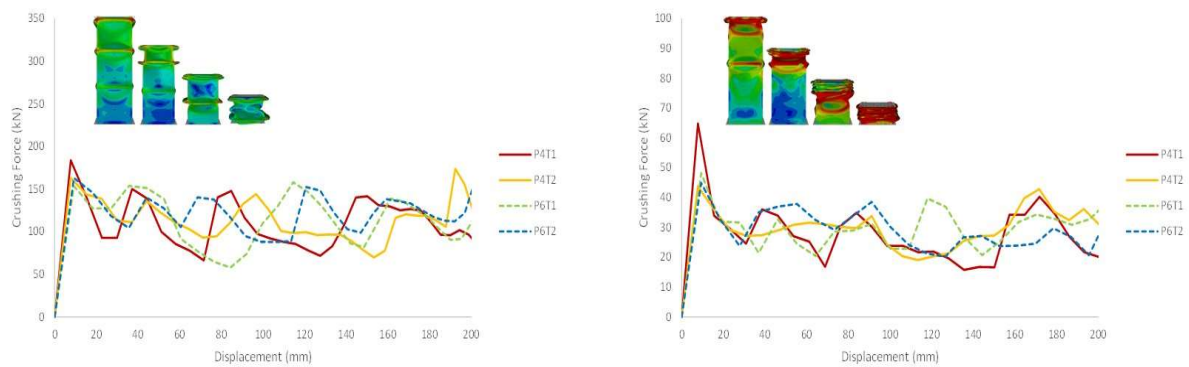 350
300
250
200
150
100
50
0
Crushing Force (kN)
0 20 40 60 80 100 120 140 160 180 200
Displacement (mm)
P4T1
P4T2
P6T1
P6T2
100
90
80
70
60
50
40
30
20
10
0
Crushing Force (kN)
0 20 40 60 80 100 120 140 160 180 200
Displacement (mm)
P4T1
P4T2
P6T1
P6T2